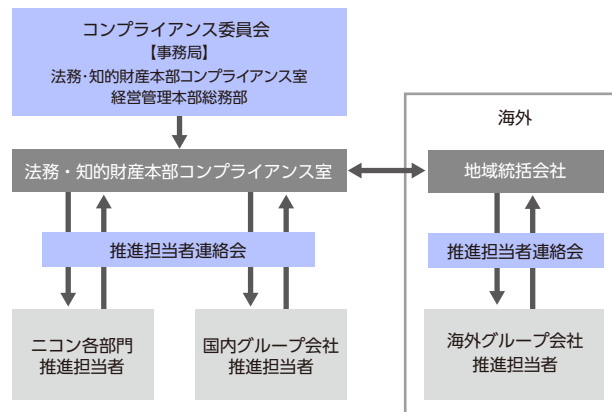 コンプライアンス委員会
【事務局】
法務・知的財産本部コンプライアンス室
経営管理本部総務部
海外
法務・知的財産本部コンプライアンス室
地域統括会社
推進担当者連絡会
推進担当者連絡会
ニコン各部門
推進担当者
国内グループ会社
推進担当者
海外グループ会社
推進担当者